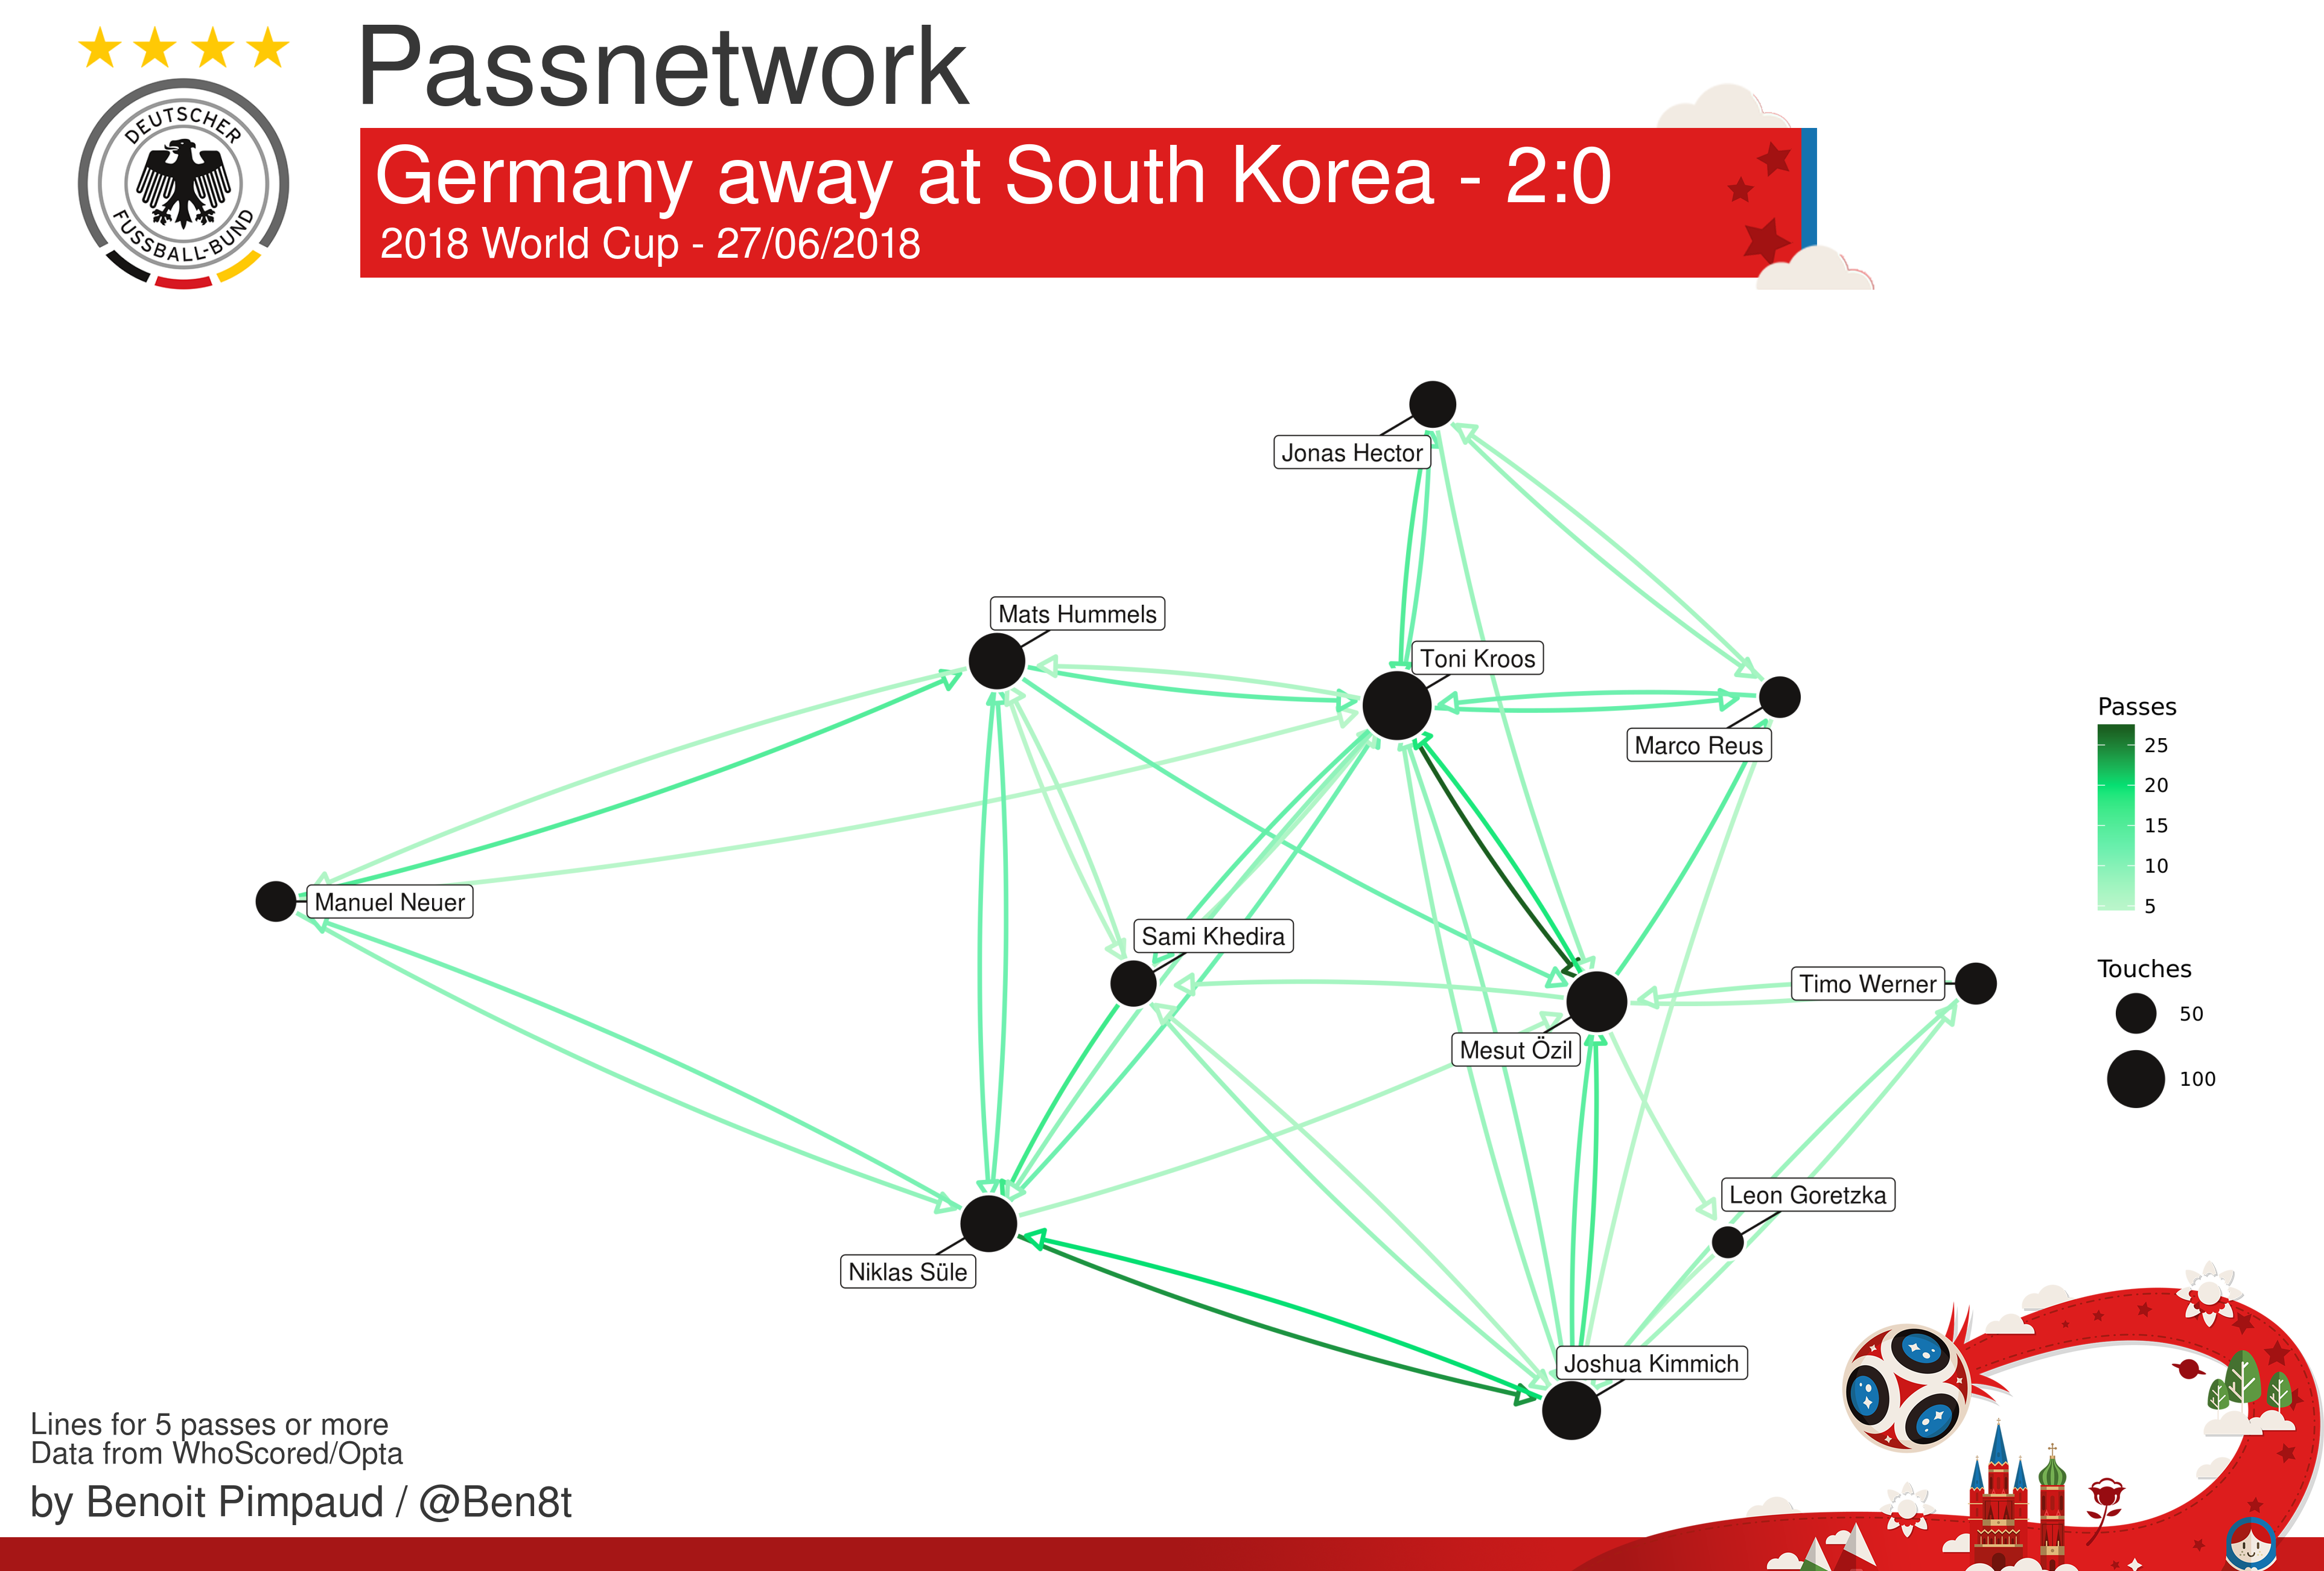 Passnetwork
DEUTSCHER
FUSSBALL-BUND
Germany away at South Korea - 2:0
2018 World Cup - 27/06/2018
Jonas Hector
Mats Hummels
Toni Kroos
Marco Reus
Manuel Neuer
Sami Khedira
Timo Werner
Mesut Özil
Leon Goretzka
Niklas Süle
Joshua Kimmich
Passes
25
20
15
10
5
Touches
50
100
Lines for 5 passes or more
Data from WhoScored/Opta
by Benoit Pimpaud / @Ben8t